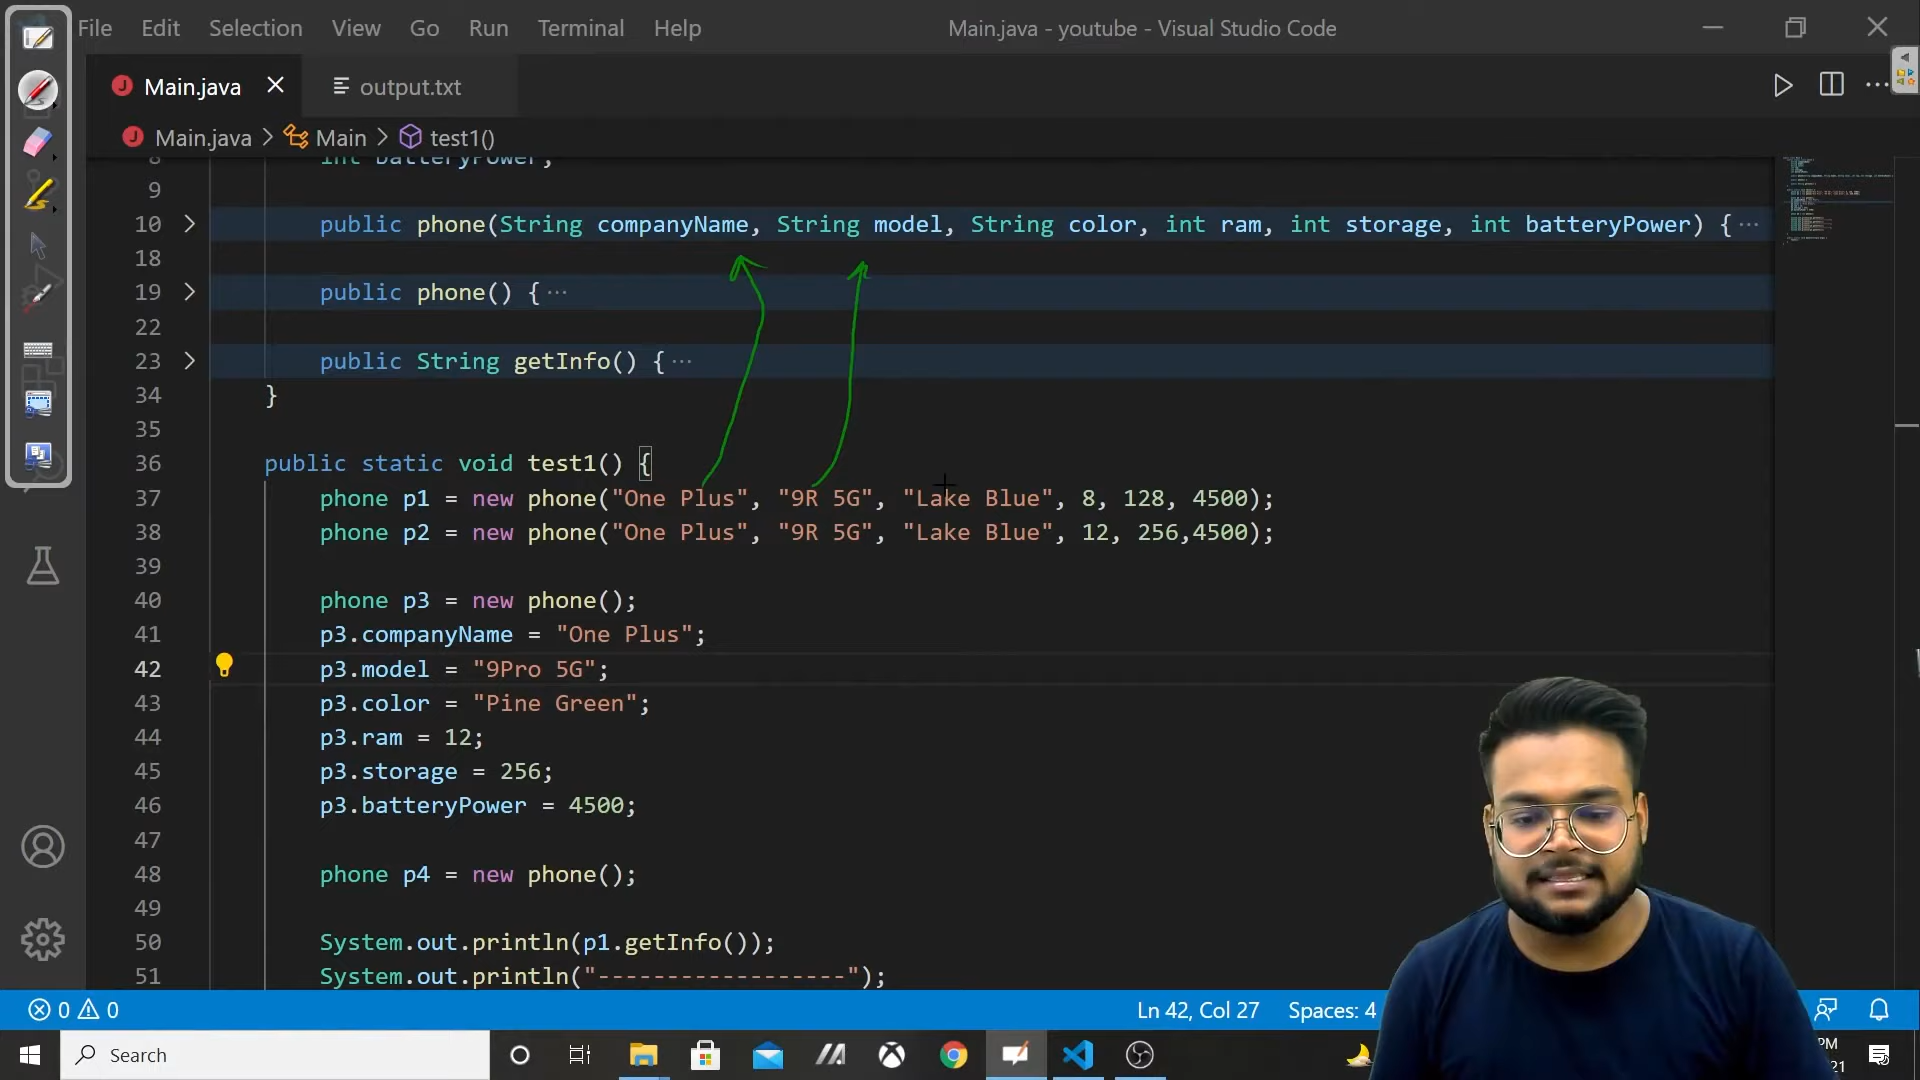 File Edit Selection View Go Run Terminal Help
Main.java - youtube - Visual Studio Code
Main.java
output.txt
Main.java > Main > test1()
8 int batteryPower;
9
10 public phone(String companyName, String model, String color, int ram, int storage, int batteryPower) {
18
19 public phone() {
22
23 public String getInfo() {
34 }
35
36 public static void test1() {
37 phone p1 = new phone("One Plus", "9R 5G", "Lake Blue", 8, 128, 4500);
38 phone p2 = new phone("One Plus", "9R 5G", "Lake Blue", 12, 256,4500);
39
40 phone p3 = new phone();
41 p3.companyName = "One Plus";
42 p3.model = "9Pro 5G";
43 p3.color = "Pine Green";
44 p3.ram = 12;
45 p3.storage = 256;
46 p3.batteryPower = 4500;
47
48 phone p4 = new phone();
49
50 System.out.println(p1.getInfo());
51 System.out.println("------------------");
0 0
Ln 42, Col 27 Spaces: 4
Search
PM
21